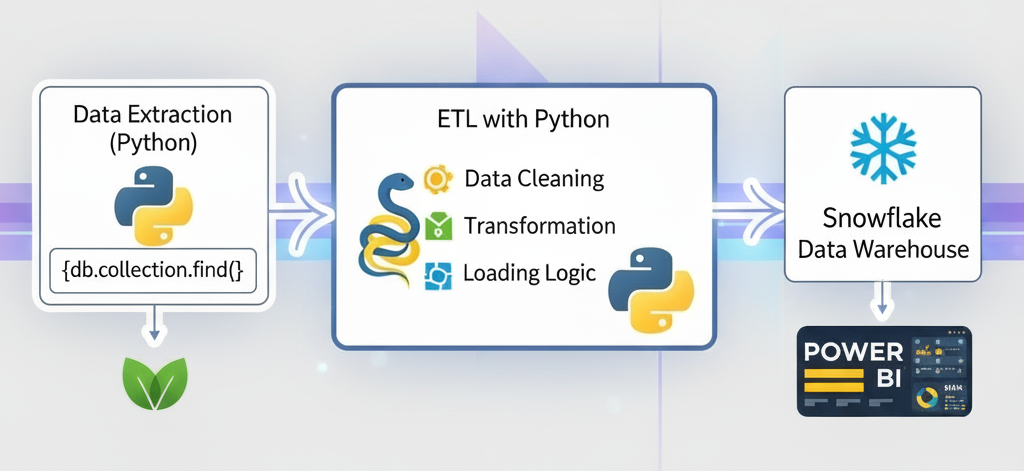 Data Extraction
(Python)
{db.collection.find(}
ETL with Python
Data Cleaning
Transformation
Loading Logic
Snowflake
Data Warehouse
POWER
BI